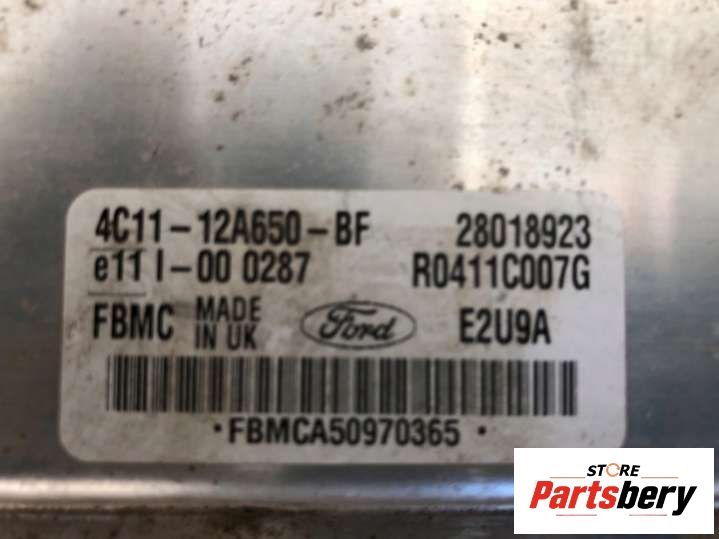 4C11-12A650-BF 28018923
e11 I-00 0287 R0411C007G
FBMC MADE IN UK Ford E2U9A
·FBMCA50970365·
STORE
Partsbery